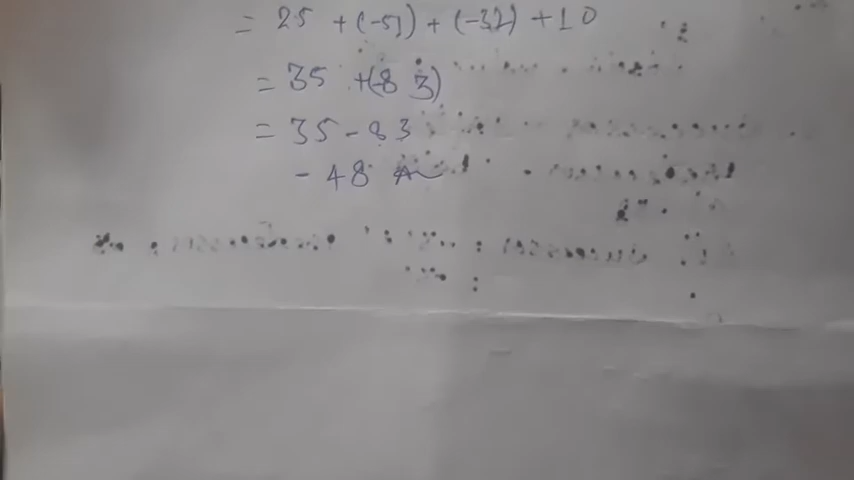 = 25 + (-51) + (-32) + 10
= 35 + (-83)
= 35 - 83
- 48